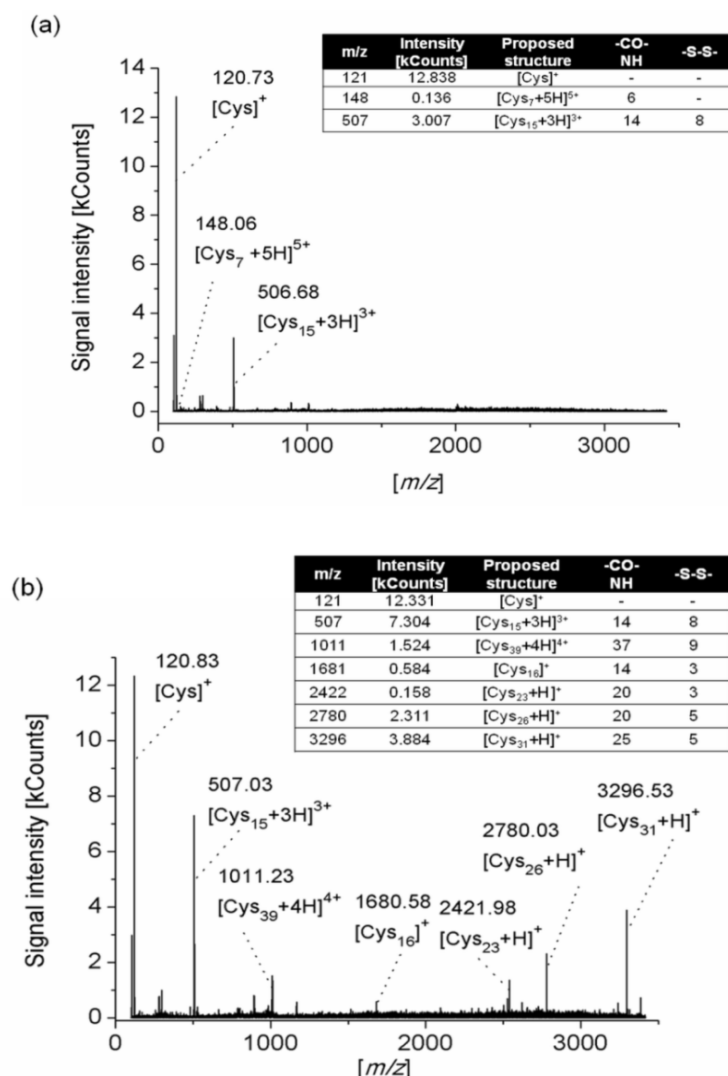 (a)
m/z Intensity [kCounts] Proposed structure -CO-NH -S-S-
121 12.838 [Cys]⁺ - -
148 0.136 [Cys₇+5H]⁵⁺ 6 -
507 3.007 [Cys₁₅+3H]³⁺ 14 8
120.73
[Cys]⁺
148.06
[Cys₇ +5H]⁵⁺
506.68
[Cys₁₅+3H]³⁺
Signal intensity [kCounts]
14
12
10
8
6
4
2
0
0 1000 2000 3000
[m/z]
(b)
m/z Intensity [kCounts] Proposed structure -CO-NH -S-S-
121 12.331 [Cys]⁺ - -
507 7.304 [Cys₁₅+3H]³⁺ 14 8
1011 1.524 [Cys₃₉+4H]⁴⁺ 37 9
1681 0.584 [Cys₁₆]⁺ 14 3
2422 0.158 [Cys₂₃+H]⁺ 20 3
2780 2.311 [Cys₂₆+H]⁺ 20 5
3296 3.884 [Cys₃₁+H]⁺ 25 5
120.83
[Cys]⁺
507.03
[Cys₁₅+3H]³⁺
1011.23
[Cys₃₉+4H]⁴⁺
1680.58
[Cys₁₆]⁺
2421.98
[Cys₂₃+H]⁺
2780.03
[Cys₂₆+H]⁺
3296.53
[Cys₃₁+H]⁺
Signal intensity [kCounts]
12
10
8
6
4
2
0
0 1000 2000 3000
[m/z]